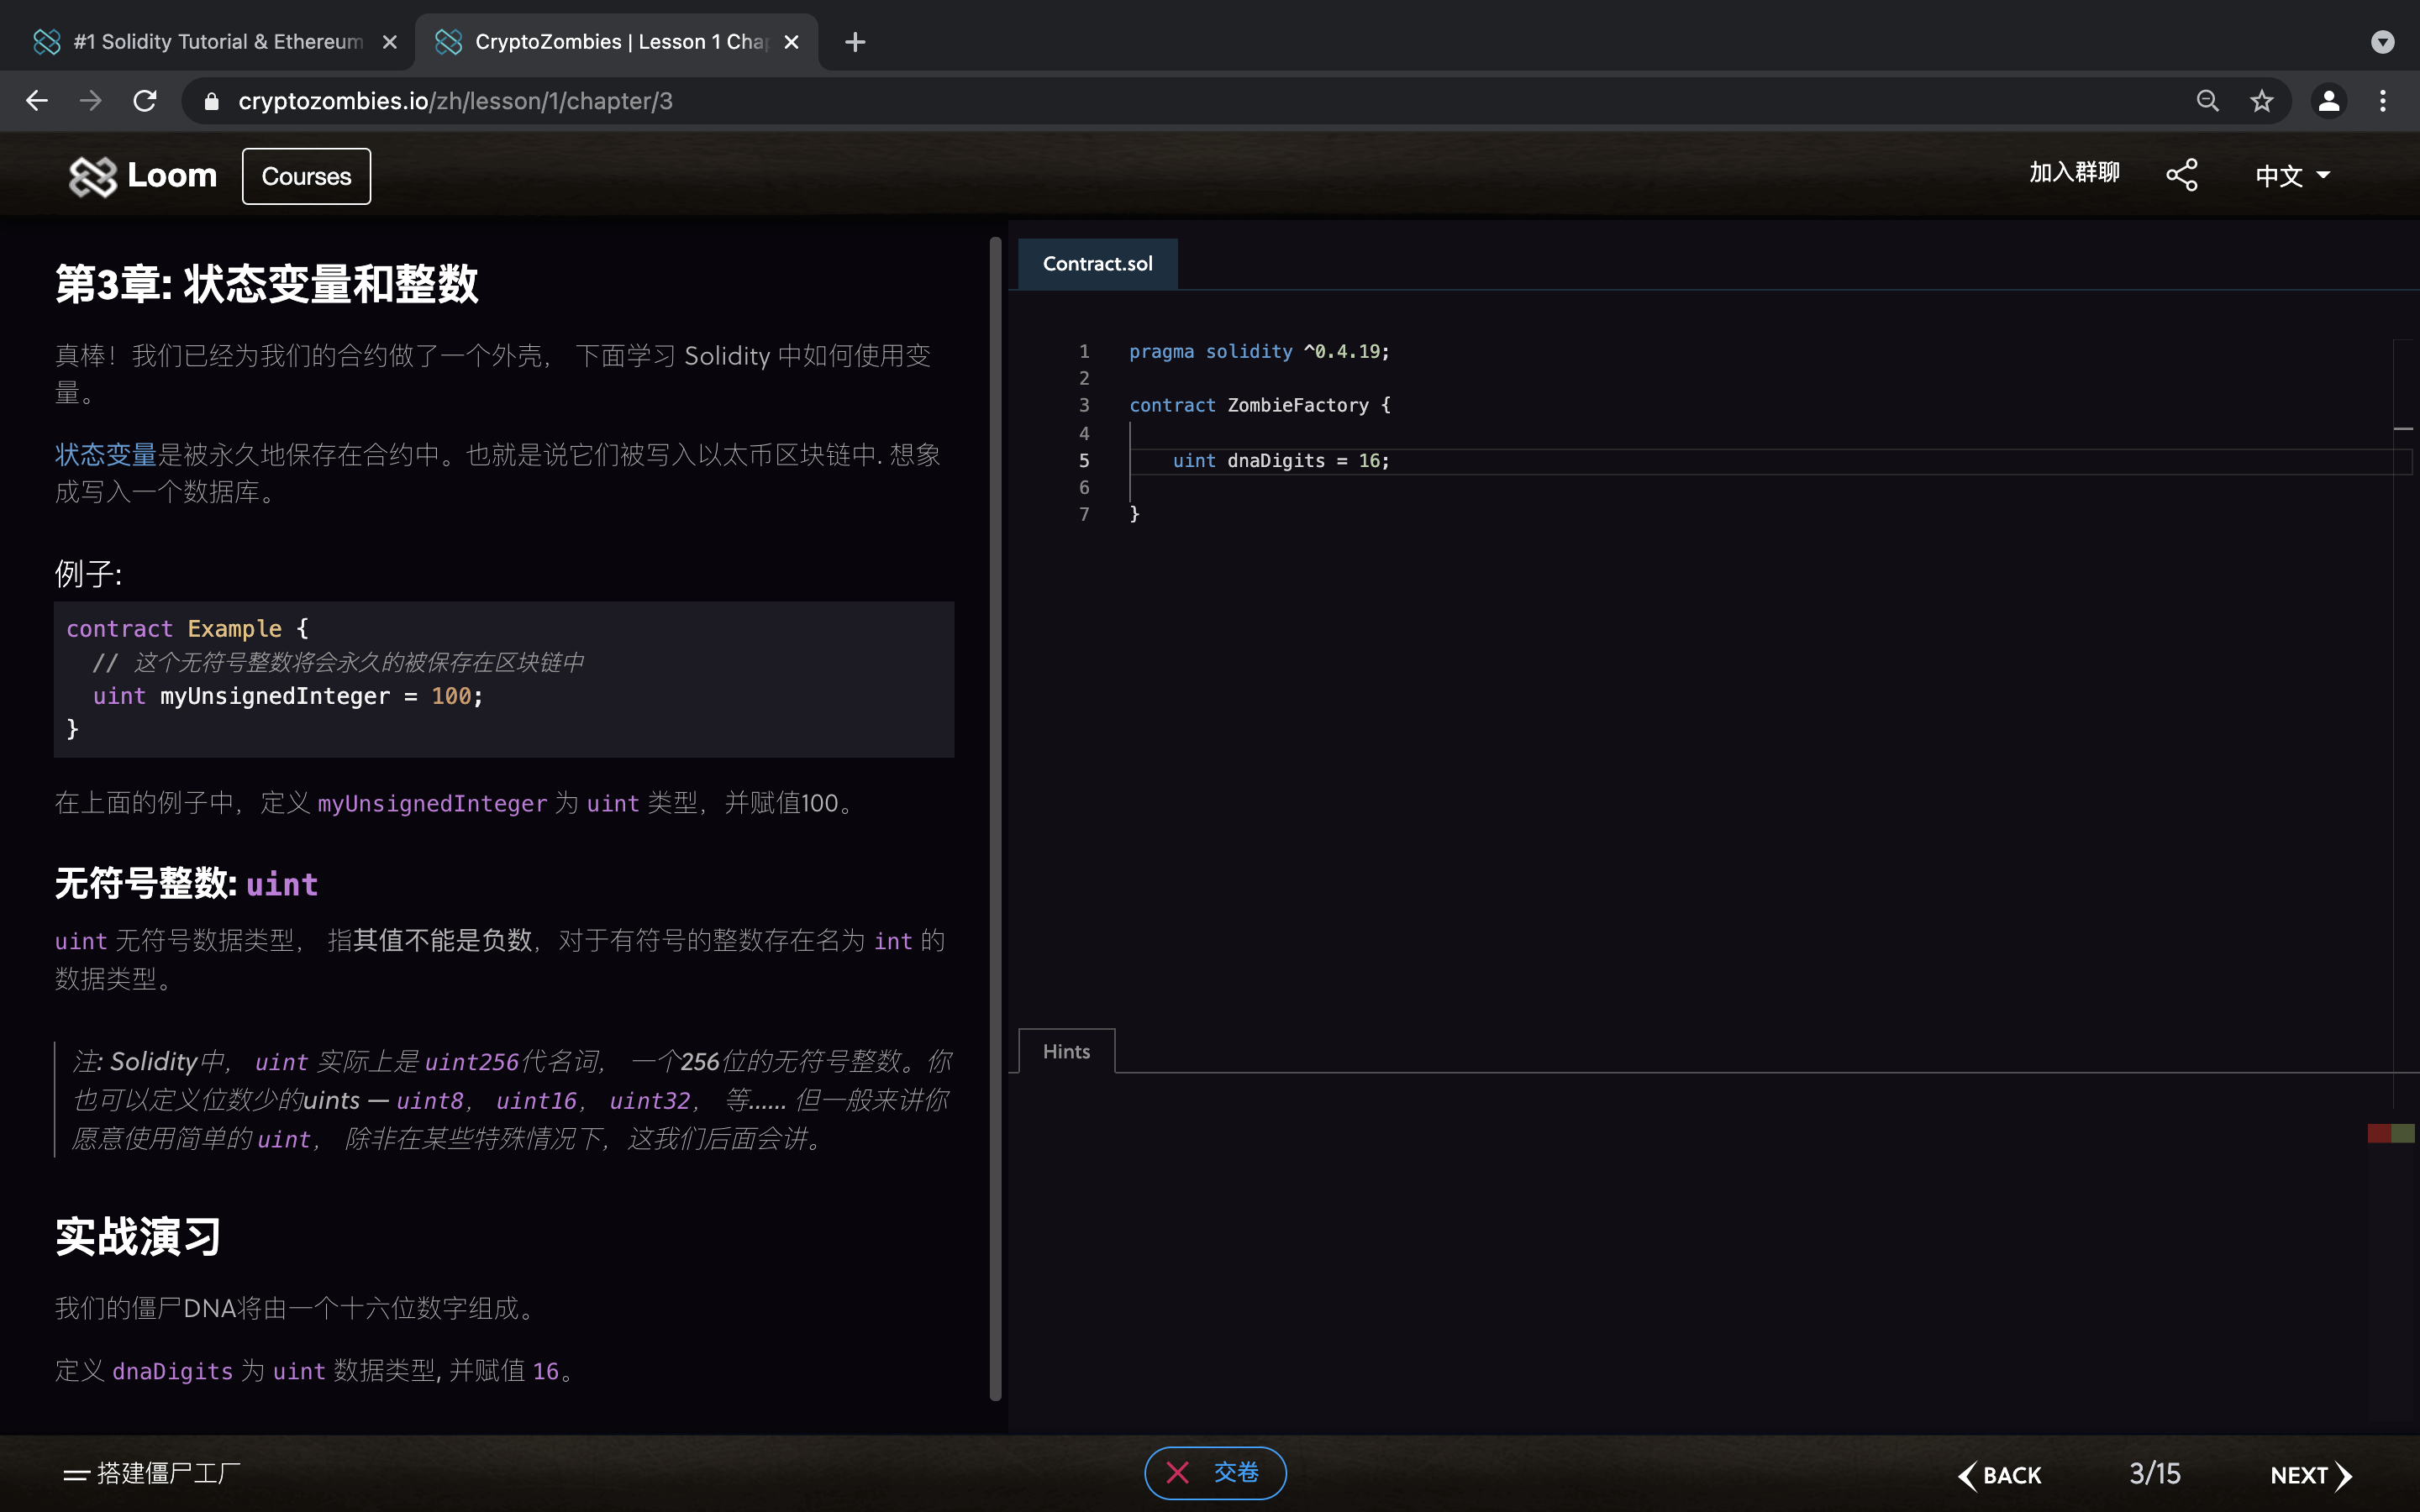 #1 Solidity Tutorial & Ethereum
CryptoZombies | Lesson 1 Chap
cryptozombies.io/zh/lesson/1/chapter/3
Loom
Courses
加入群聊
中文
第3章: 状态变量和整数
真棒！我们已经为我们的合约做了一个外壳， 下面学习 Solidity 中如何使用变
量。
状态变量是被永久地保存在合约中。也就是说它们被写入以太币区块链中. 想象
成写入一个数据库。
例子:
contract Example {
// 这个无符号整数将会永久的被保存在区块链中
uint myUnsignedInteger = 100;
}
在上面的例子中，定义 myUnsignedInteger 为 uint 类型，并赋值100。
无符号整数: uint
uint 无符号数据类型， 指其值不能是负数，对于有符号的整数存在名为 int 的
数据类型。
注: Solidity中， uint 实际上是 uint256代名词， 一个256位的无符号整数。你
也可以定义位数少的uints — uint8， uint16， uint32， 等…… 但一般来讲你
愿意使用简单的 uint， 除非在某些特殊情况下，这我们后面会讲。
实战演习
我们的僵尸DNA将由一个十六位数字组成。
定义 dnaDigits 为 uint 数据类型, 并赋值 16。
Contract.sol
1 pragma solidity ^0.4.19;
2
3 contract ZombieFactory {
4
5 uint dnaDigits = 16;
6
7 }
Hints
搭建僵尸工厂
交卷
BACK
3/15
NEXT